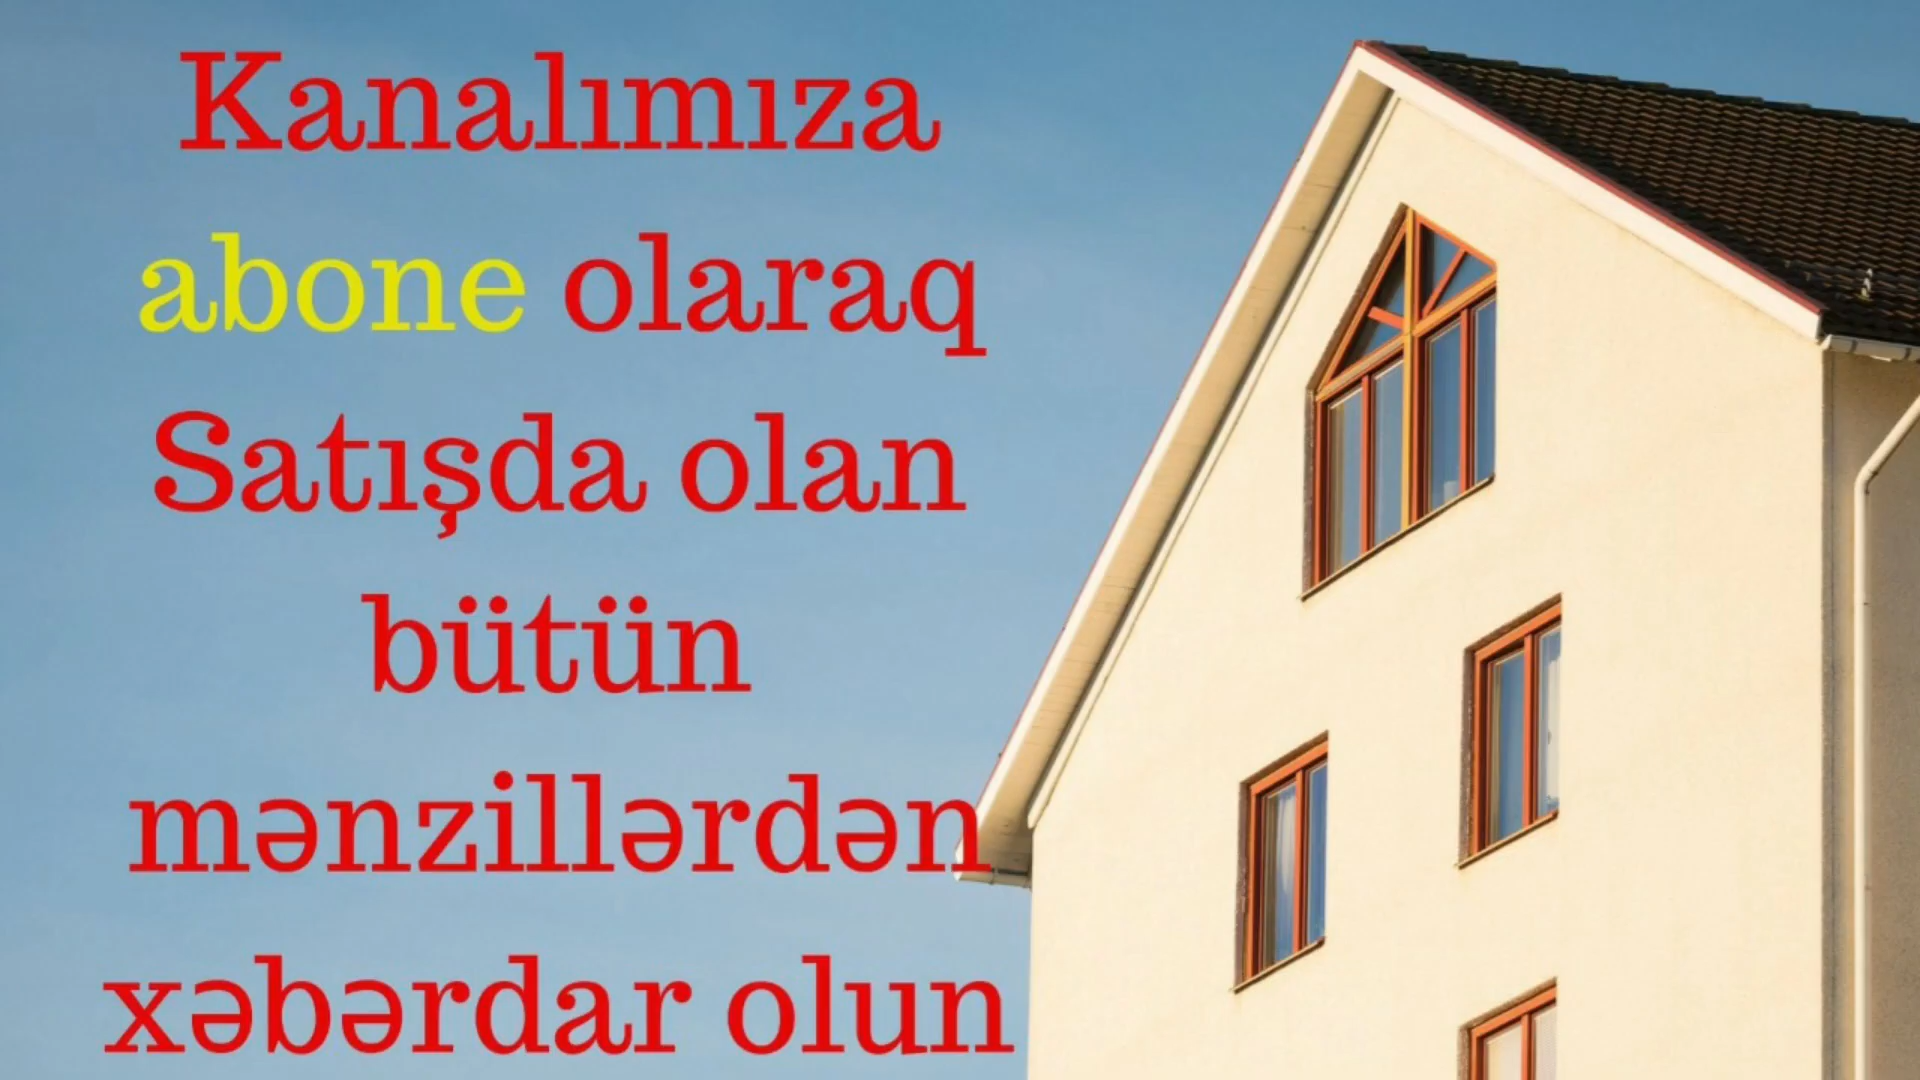 Kanalımıza
abone olaraq
Satışda olan
bütün
mənzillərdən
xəbərdar olun